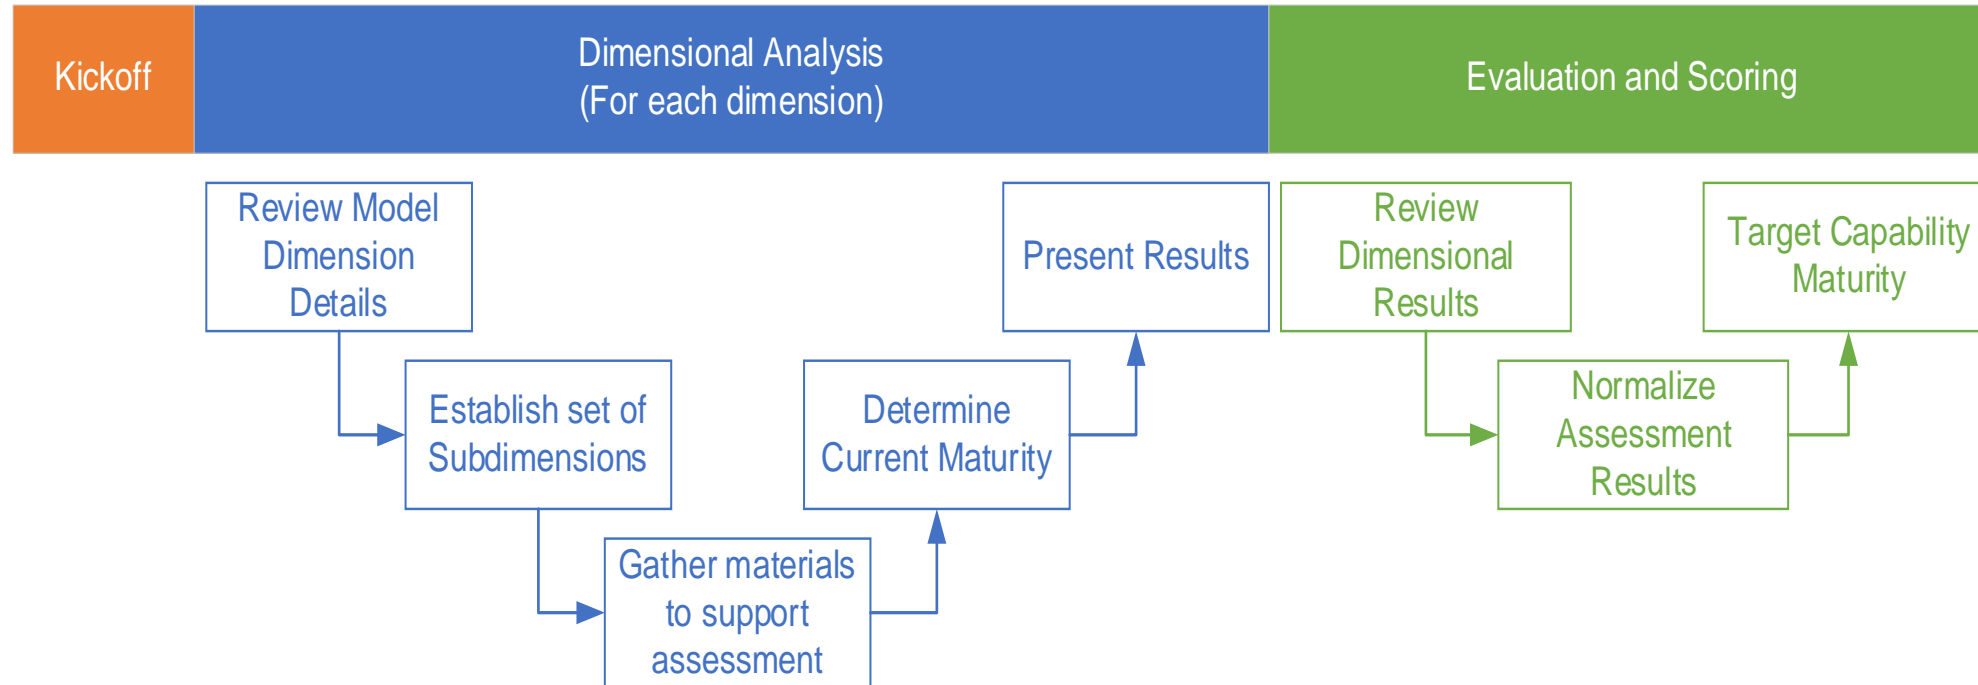 Kickoff
Dimensional Analysis
(For each dimension)
Evaluation and Scoring
Review Model
Dimension
Details
Establish set of
Subdimensions
Gather materials
to support
assessment
Determine
Current Maturity
Present Results
Review
Dimensional
Results
Normalize
Assessment
Results
Target Capability
Maturity